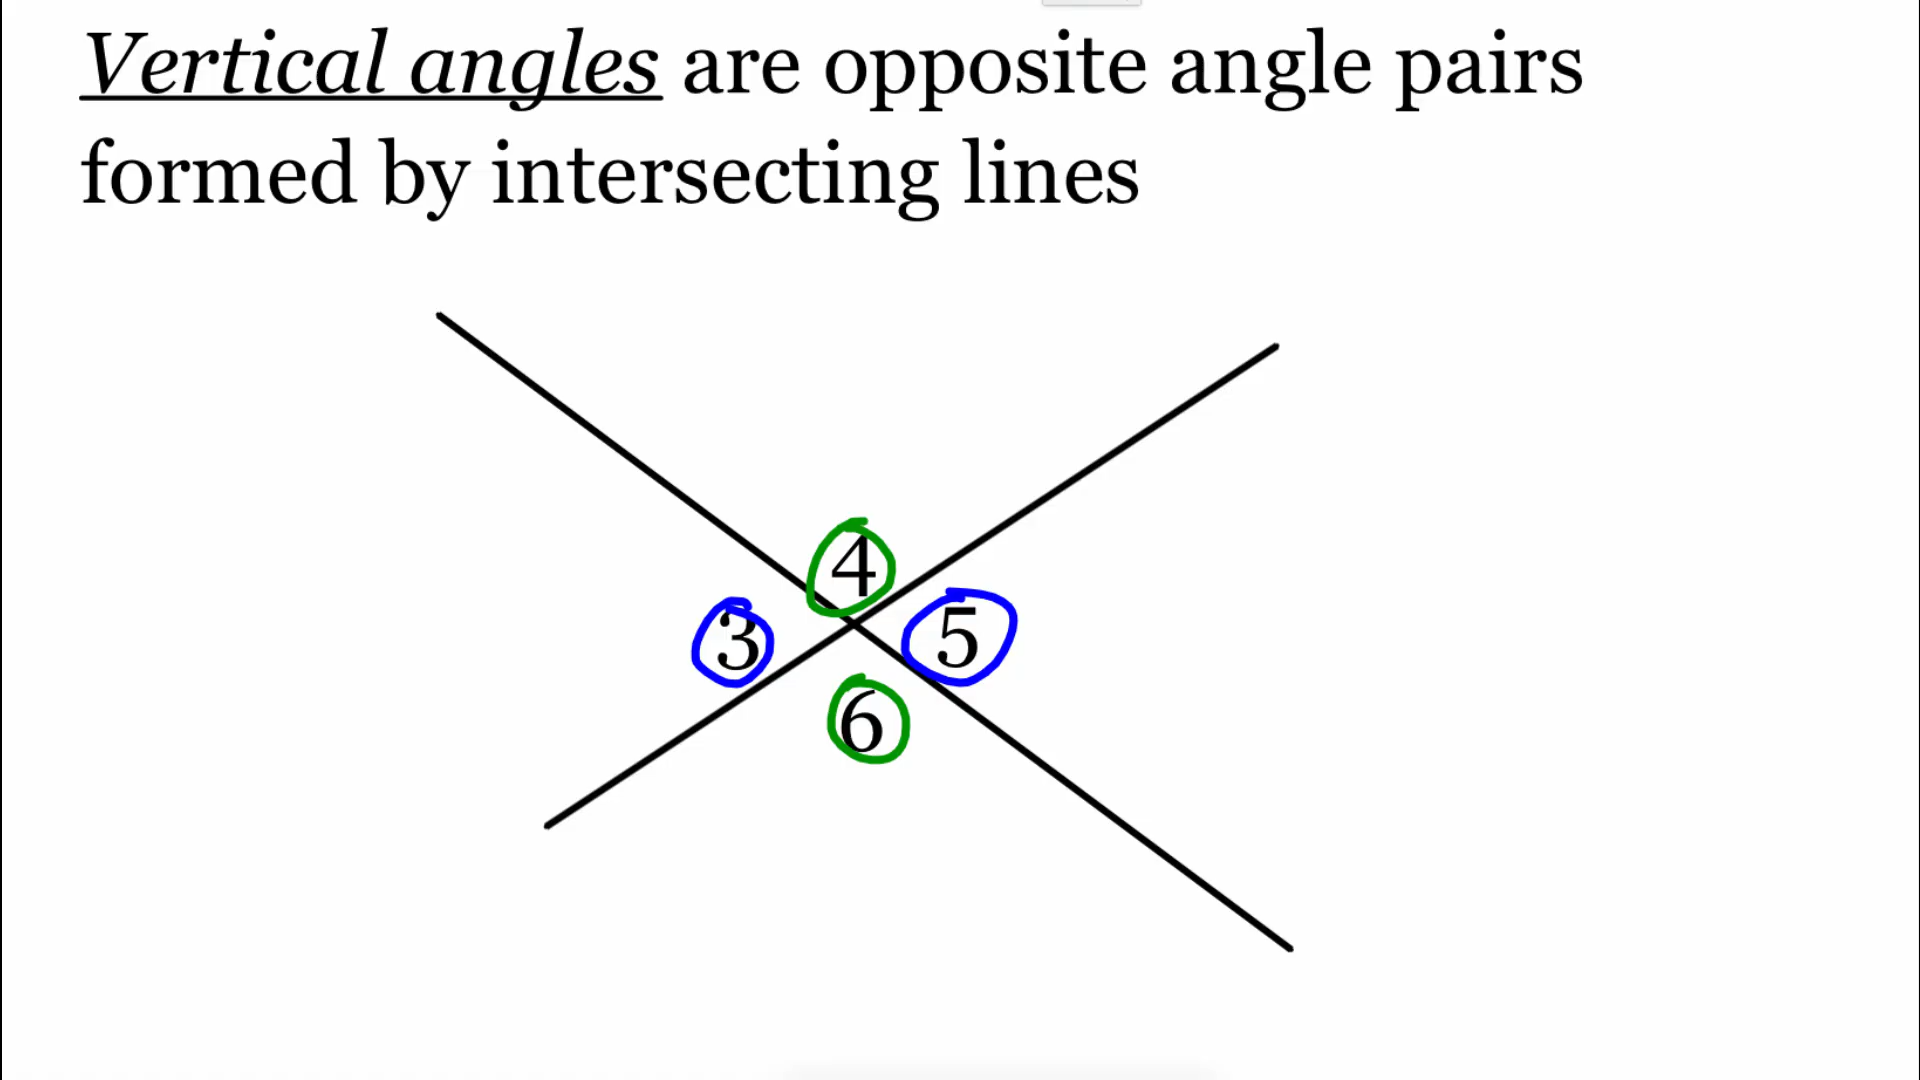 Vertical angles are opposite angle pairs
formed by intersecting lines
4
3
5
6